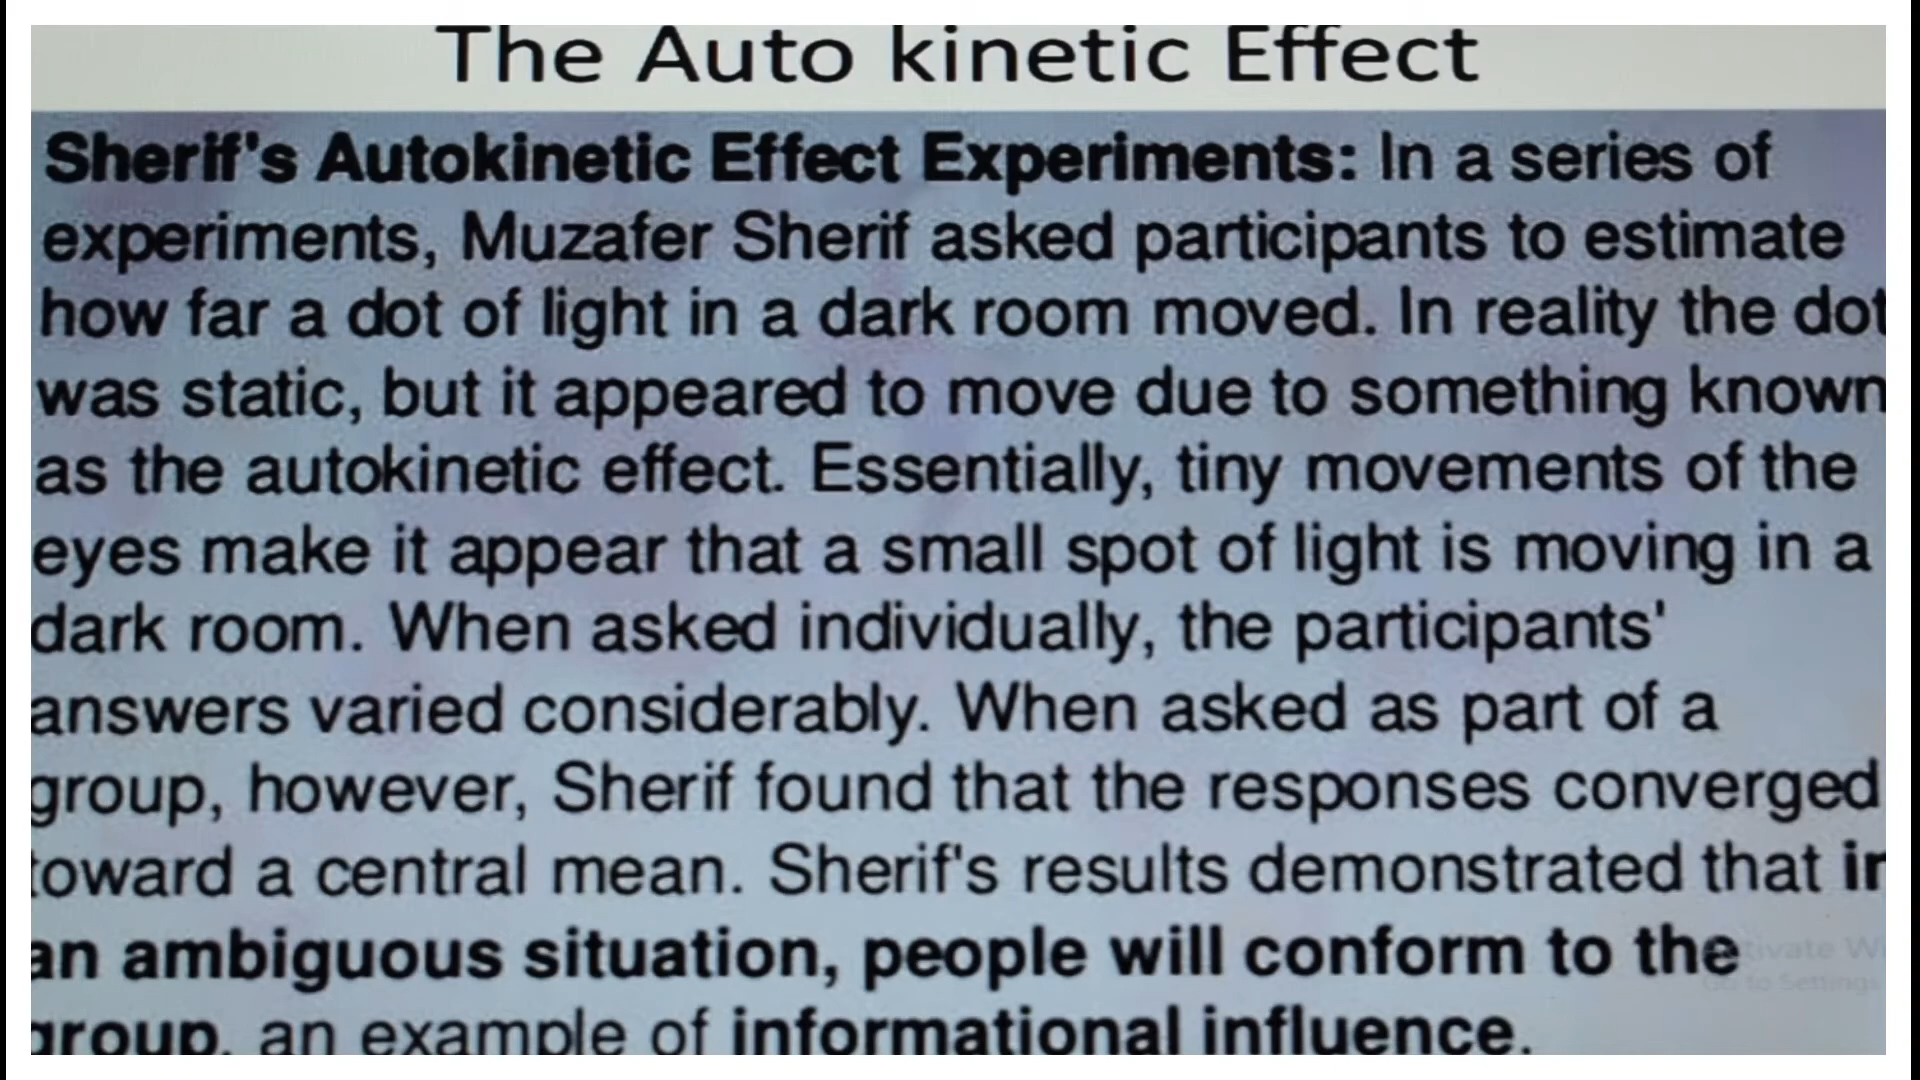 The Auto kinetic Effect
Sherif's Autokinetic Effect Experiments: In a series of
experiments, Muzafer Sherif asked participants to estimate
how far a dot of light in a dark room moved. In reality the dot
was static, but it appeared to move due to something known
as the autokinetic effect. Essentially, tiny movements of the
eyes make it appear that a small spot of light is moving in a
dark room. When asked individually, the participants'
answers varied considerably. When asked as part of a
group, however, Sherif found that the responses converged
toward a central mean. Sherif's results demonstrated that in
an ambiguous situation, people will conform to the
group, an example of informational influence.
Activate Wi
Go to Settings